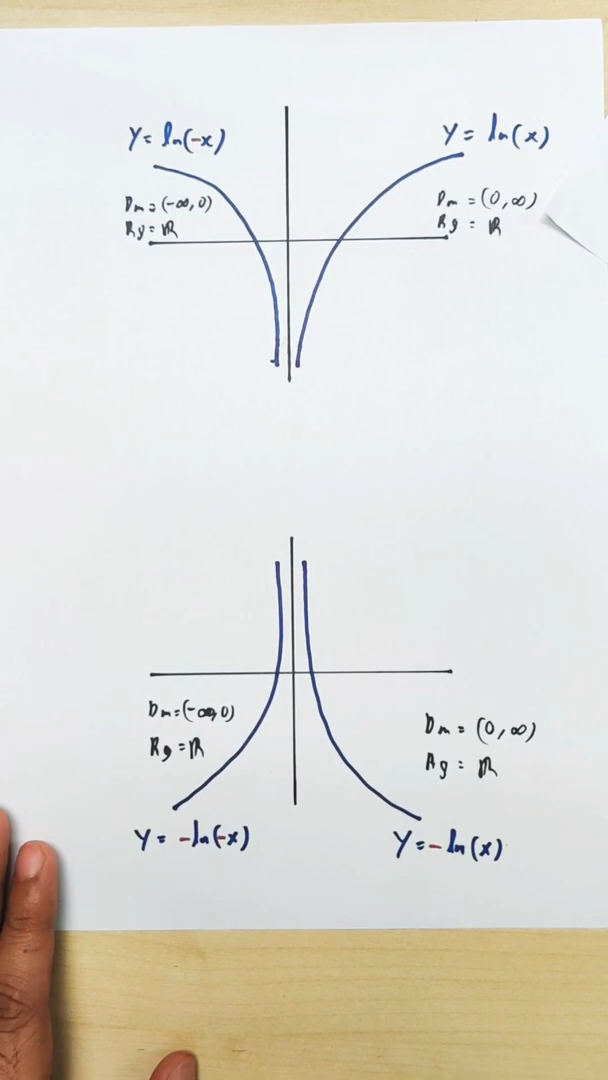 y = ln(-x)
y = ln(x)
Dm = (-∞, 0)
Rg = ℝ
Dm = (0, ∞)
Rg = ℝ
Dm = (-∞, 0)
Rg = ℝ
Dm = (0, ∞)
Rg = ℝ
y = -ln(-x)
y = -ln(x)